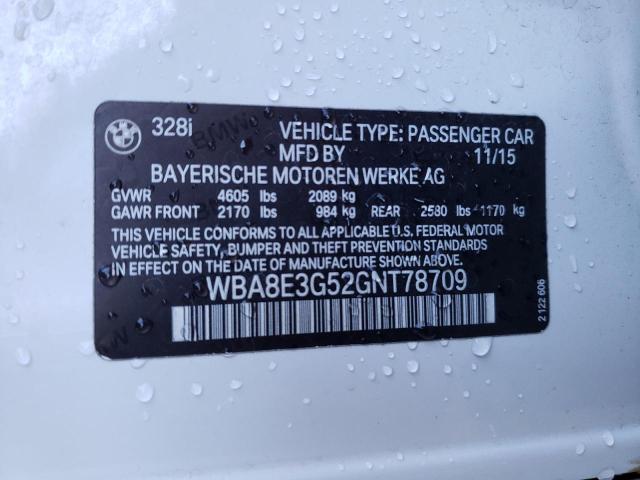 328i VEHICLE TYPE: PASSENGER CAR
MFD BY 11/15
BAYERISCHE MOTOREN WERKE AG
GVWR 4605 lbs 2089 kg
GAWR FRONT 2170 lbs 984 kg REAR 2580 lbs 1170 kg
THIS VEHICLE CONFORMS TO ALL APPLICABLE U.S. FEDERAL MOTOR
VEHICLE SAFETY, BUMPER AND THEFT PREVENTION STANDARDS
IN EFFECT ON THE DATE OF MANUFACTURE SHOWN ABOVE.
WBA8E3G52GNT78709
2 122 606